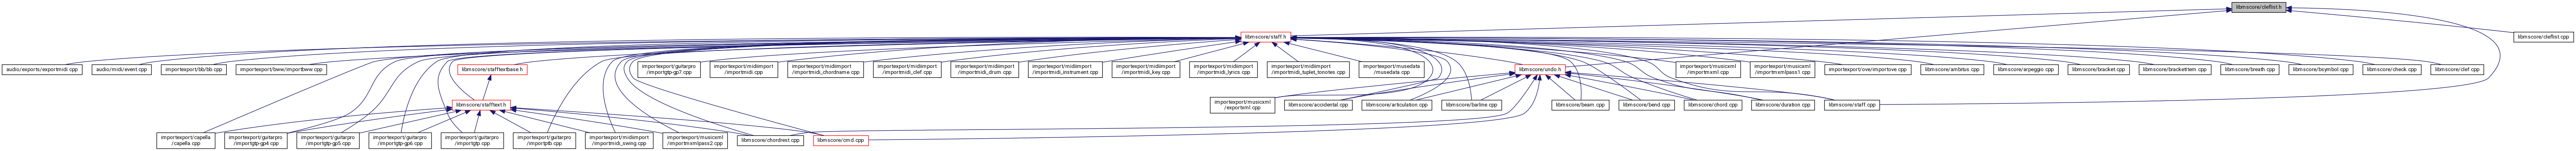 libmscore/cleflist.h
libmscore/staff.h
libmscore/cleflist.cpp
audio/exports/exportmidi.cpp
audio/midi/event.cpp
importexport/bb/bb.cpp
importexport/bww/importbww.cpp
libmscore/stafftextbase.h
importexport/guitarpro
/importgtp-gp7.cpp
importexport/midiimport
/importmidi.cpp
importexport/midiimport
/importmidi_chordname.cpp
importexport/midiimport
/importmidi_clef.cpp
importexport/midiimport
/importmidi_drum.cpp
importexport/midiimport
/importmidi_instrument.cpp
importexport/midiimport
/importmidi_key.cpp
importexport/midiimport
/importmidi_lyrics.cpp
importexport/midiimport
/importmidi_tuplet_tonotes.cpp
importexport/musedata
/musedata.cpp
libmscore/undo.h
importexport/musicxml
/importxml.cpp
importexport/musicxml
/importmxmlpass1.cpp
importexport/ove/importove.cpp
libmscore/ambitus.cpp
libmscore/arpeggio.cpp
libmscore/bracket.cpp
libmscore/bracketItem.cpp
libmscore/breath.cpp
libmscore/bsymbol.cpp
libmscore/check.cpp
libmscore/clef.cpp
libmscore/stafftext.h
importexport/musicxml
/exportxml.cpp
libmscore/accidental.cpp
libmscore/articulation.cpp
libmscore/barline.cpp
libmscore/beam.cpp
libmscore/bend.cpp
libmscore/chord.cpp
libmscore/duration.cpp
libmscore/staff.cpp
importexport/capella
/capella.cpp
importexport/guitarpro
/importgtp-gp4.cpp
importexport/guitarpro
/importgtp-gp5.cpp
importexport/guitarpro
/importgtp-gp6.cpp
importexport/guitarpro
/importgtp.cpp
importexport/guitarpro
/importptb.cpp
importexport/midiimport
/importmidi_swing.cpp
importexport/musicxml
/importmxmlpass2.cpp
libmscore/chordrest.cpp
libmscore/cmd.cpp